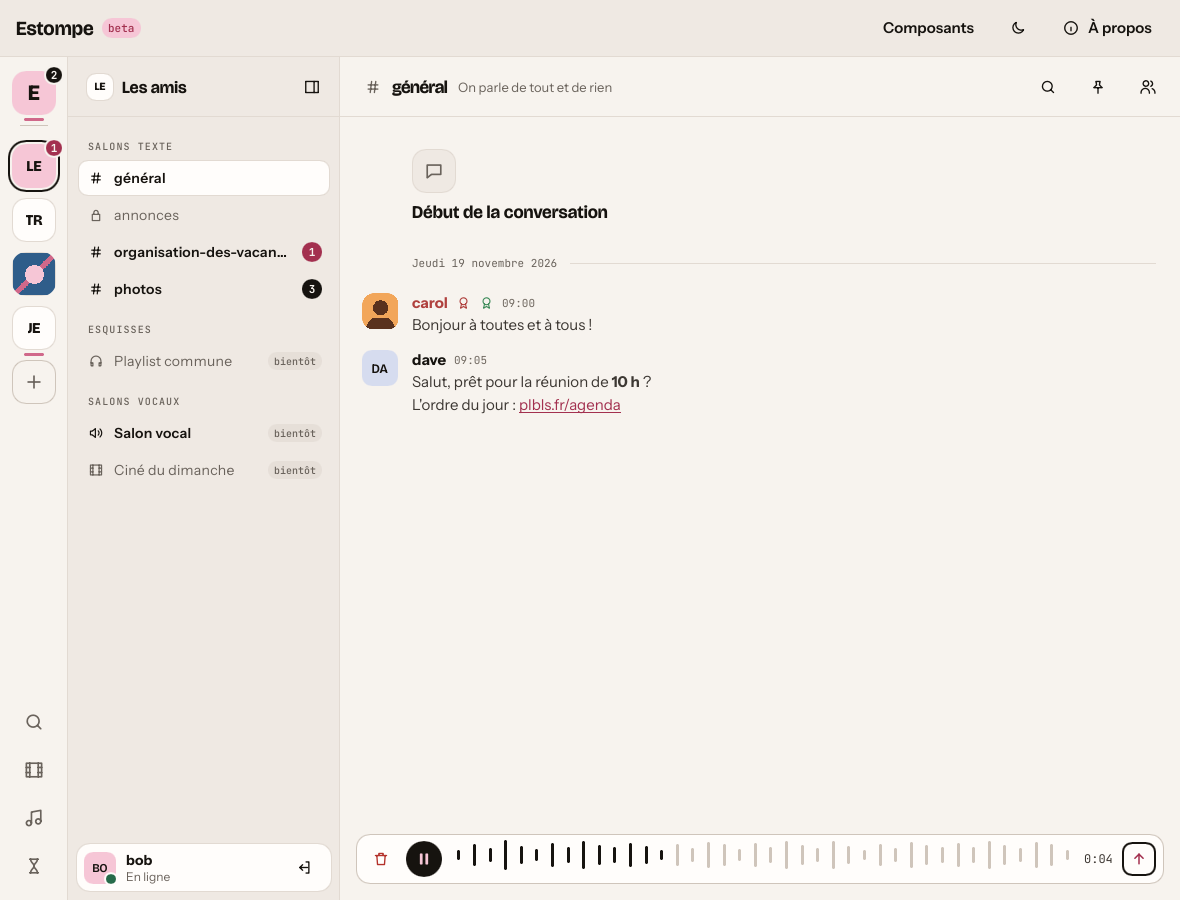 Estompe beta
Composants
À propos
E 2
LE 1
TR
JE
LE Les amis
SALONS TEXTE
général
annonces
organisation-des-vacan... 1
photos 3
ESQUISSES
Playlist commune bientôt
SALONS VOCAUX
Salon vocal bientôt
Ciné du dimanche bientôt
BO bob
En ligne
# général On parle de tout et de rien
Début de la conversation
Jeudi 19 novembre 2026
carol 09:00
Bonjour à toutes et à tous !
DA dave 09:05
Salut, prêt pour la réunion de 10 h ?
L'ordre du jour : plbls.fr/agenda
0:04